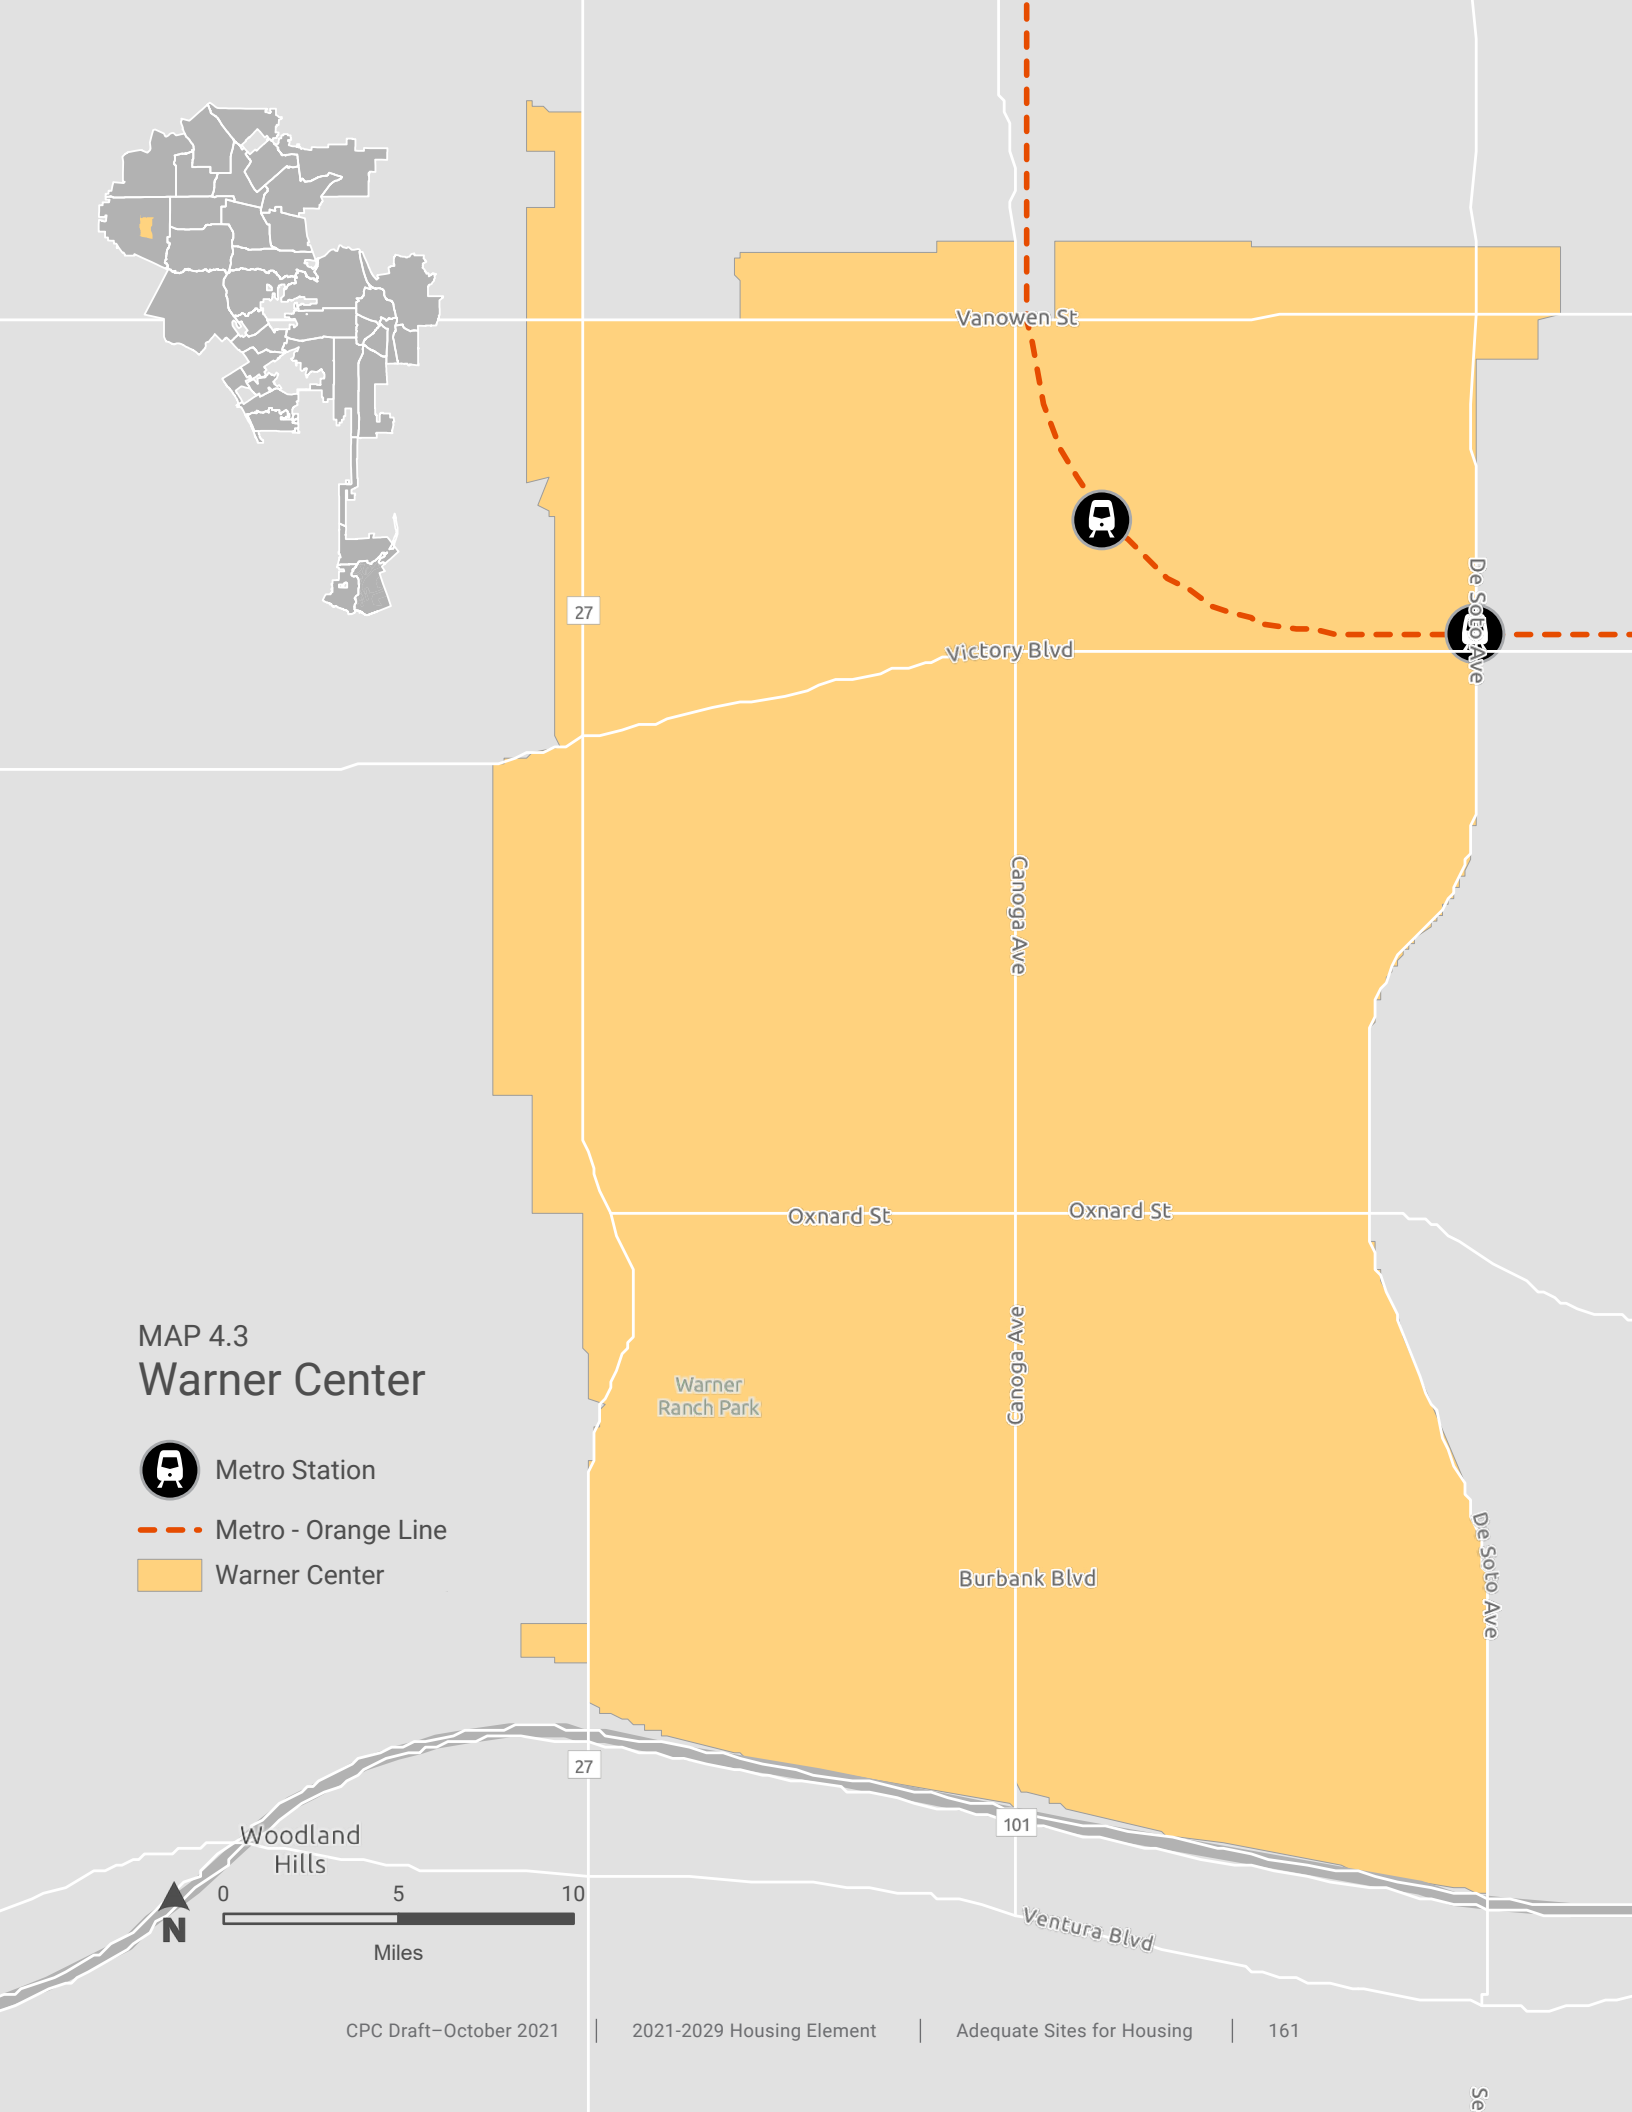 Vanowen St
De Soto Ave
27
Victory Blvd
Canoga Ave
Oxnard St
Oxnard St
Canoga Ave
MAP 4.3
Warner Center
Warner
Ranch Park
Metro Station
Metro - Orange Line
Warner Center
De Soto Ave
Burbank Blvd
27
101
Woodland
Hills
0 5 10
N
Miles
Ventura Blvd
CPC Draft–October 2021 | 2021-2029 Housing Element | Adequate Sites for Housing | 161
Se